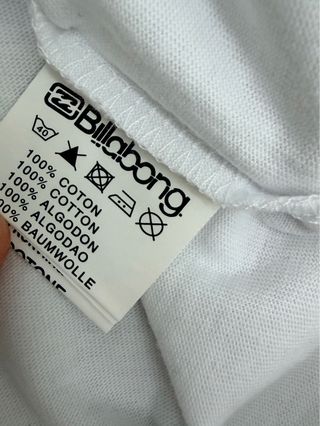 Billabong
40
100% COTON
100% COTTON
100% ALGODON
100% ALGODAO
100% BAUMWOLLE